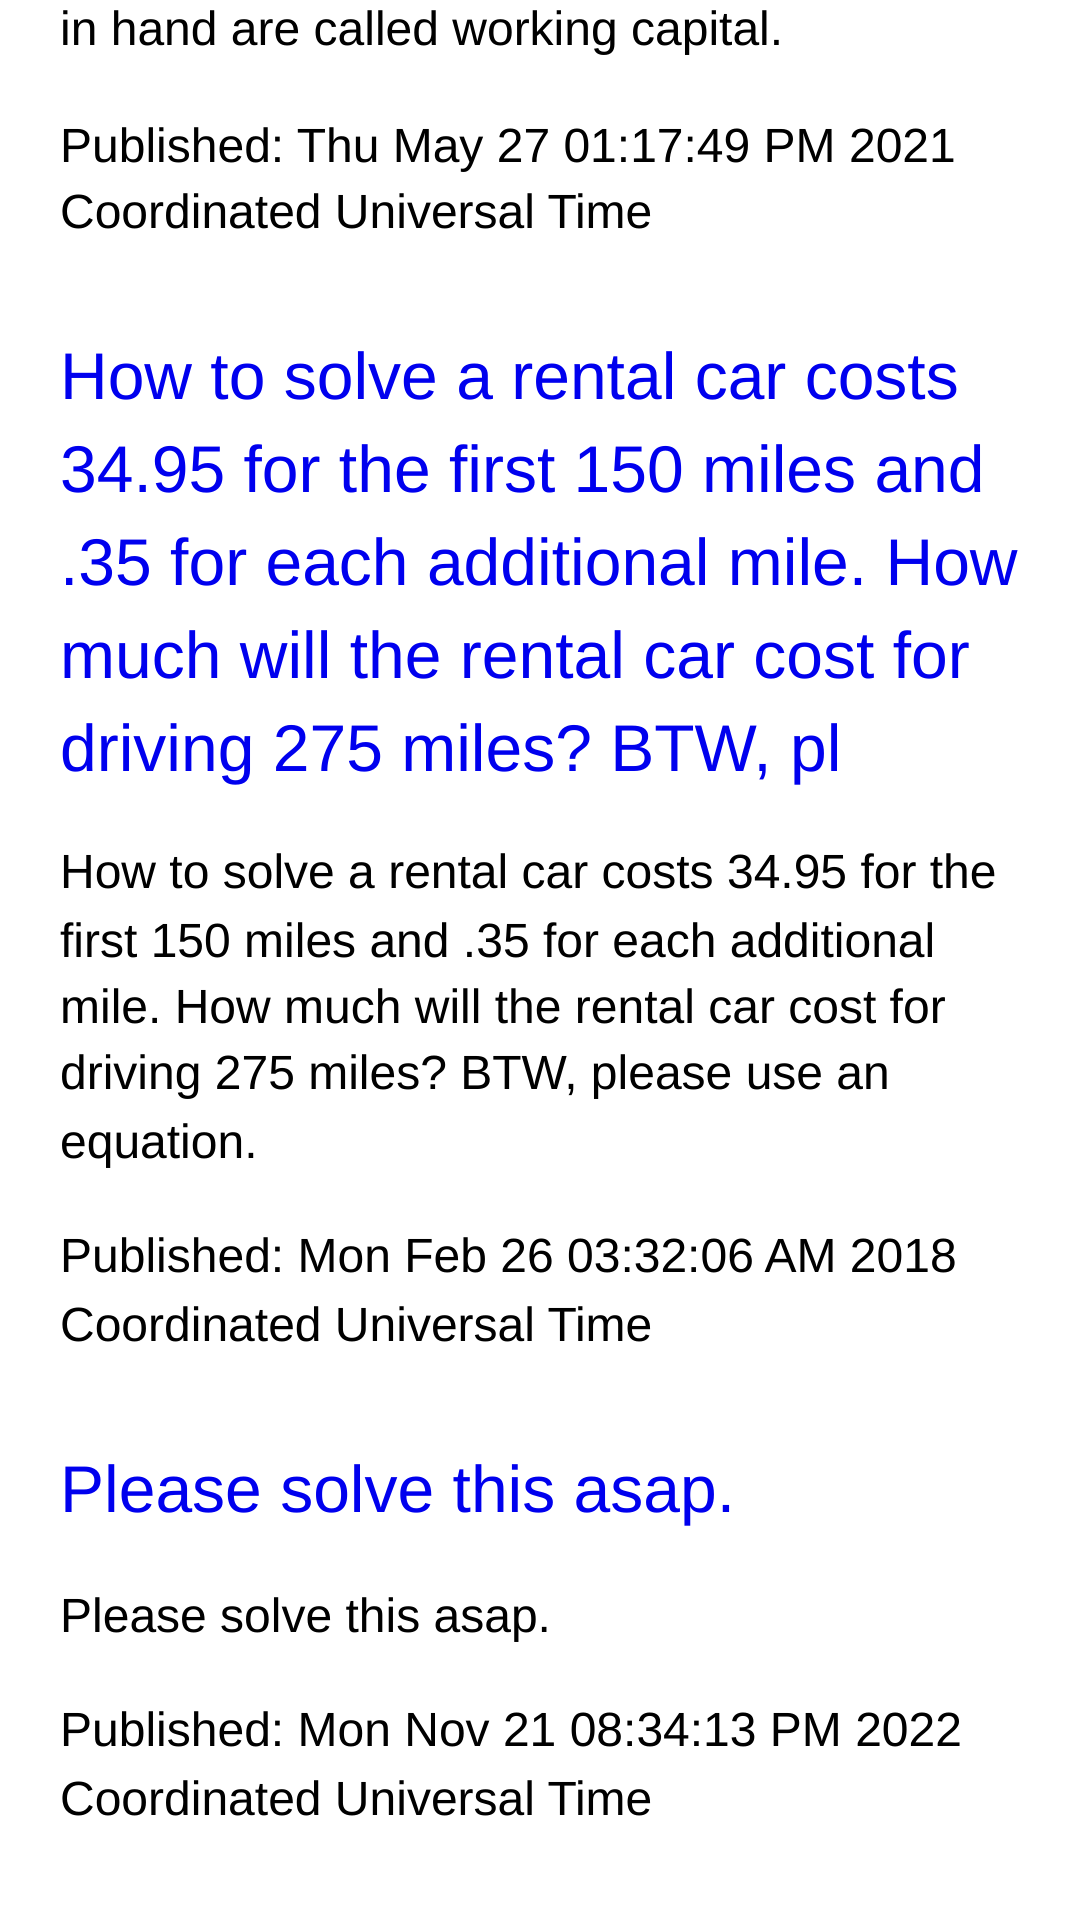 in hand are called working capital.
Published: Thu May 27 01:17:49 PM 2021
Coordinated Universal Time
How to solve a rental car costs
34.95 for the first 150 miles and
.35 for each additional mile. How
much will the rental car cost for
driving 275 miles? BTW, pl
How to solve a rental car costs 34.95 for the
first 150 miles and .35 for each additional
mile. How much will the rental car cost for
driving 275 miles? BTW, please use an
equation.
Published: Mon Feb 26 03:32:06 AM 2018
Coordinated Universal Time
Please solve this asap.
Please solve this asap.
Published: Mon Nov 21 08:34:13 PM 2022
Coordinated Universal Time